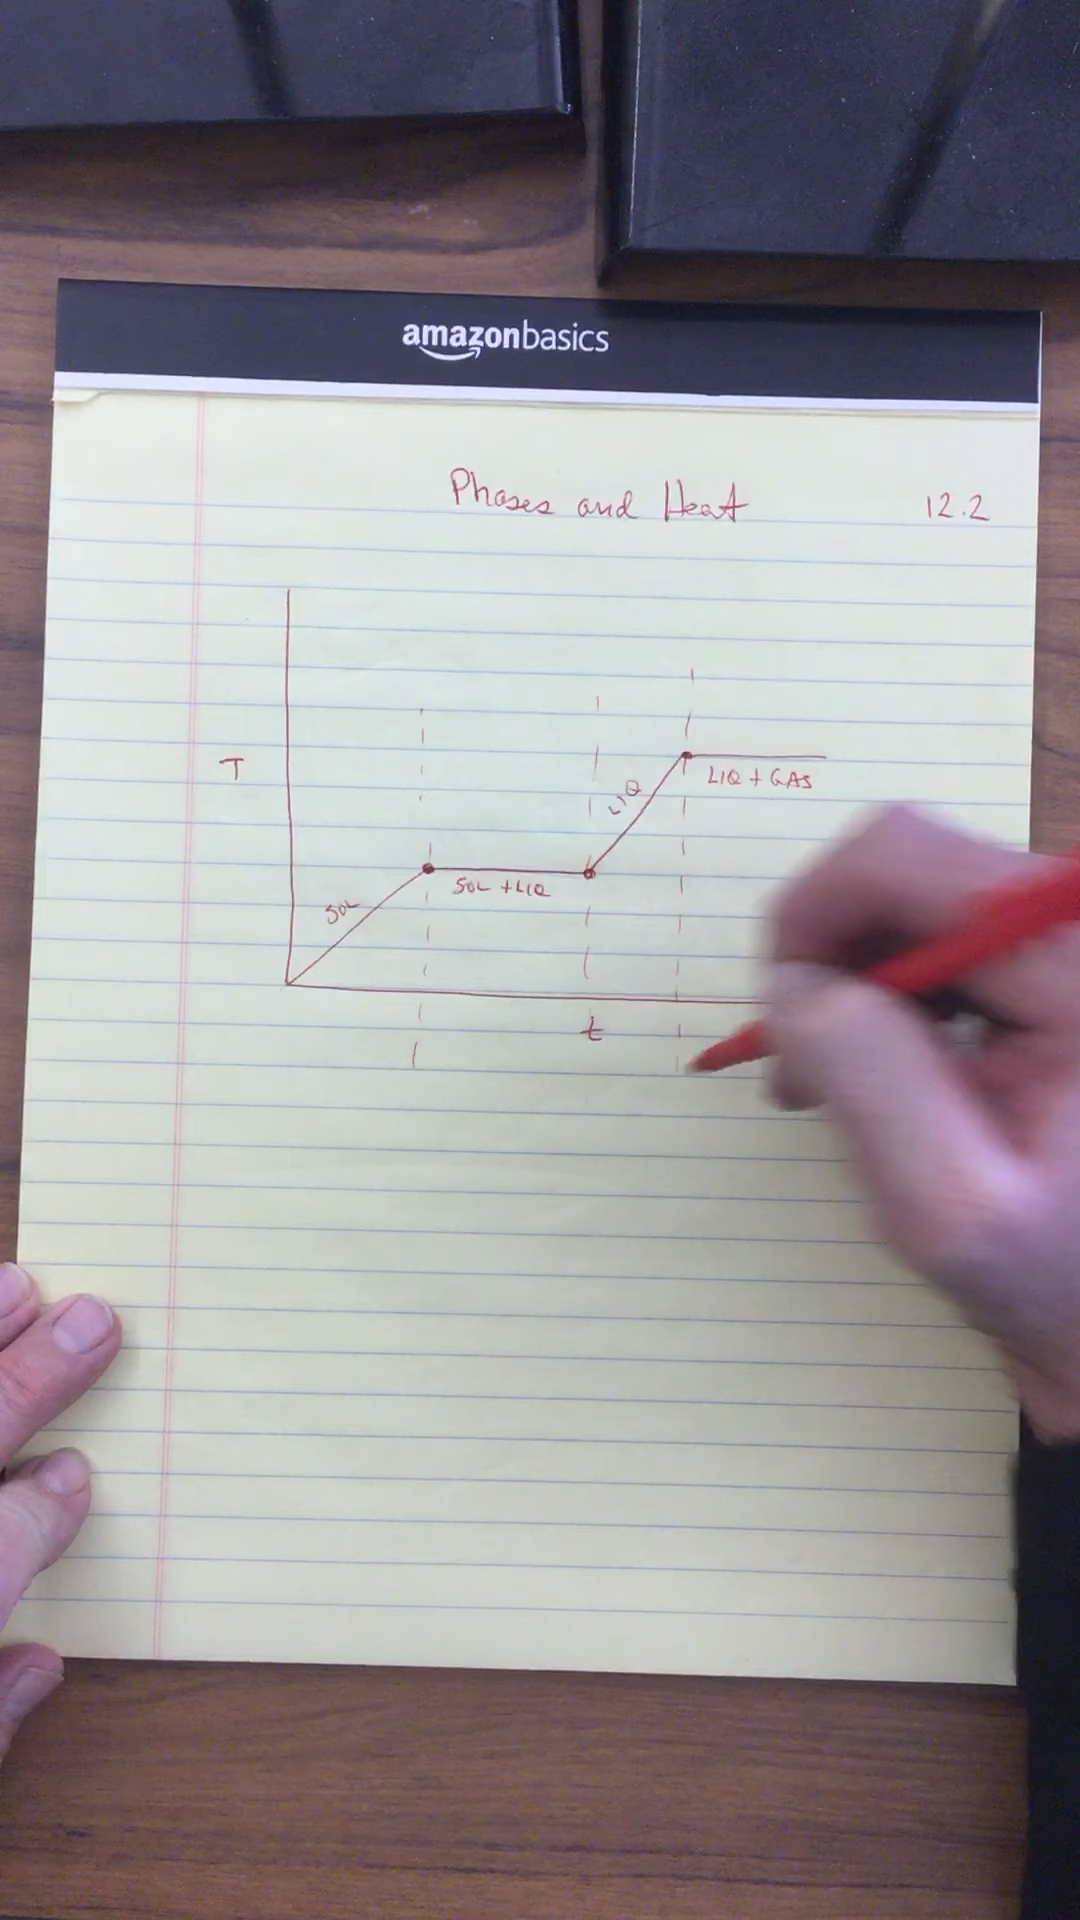 amazonbasics
Phases and Heat 12.2
T
LIQ
LIQ + GAS
SOL + LIQ
SOL
t